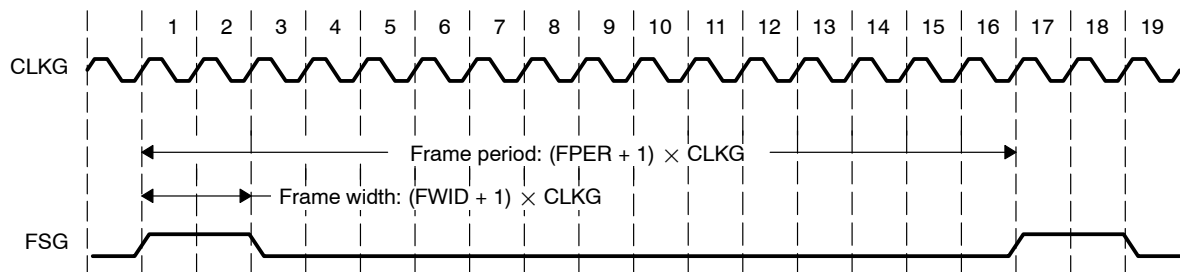 1 2 3 4 5 6 7 8 9 10 11 12 13 14 15 16 17 18 19
CLKG
Frame period: (FPER + 1) × CLKG
Frame width: (FWID + 1) × CLKG
FSG